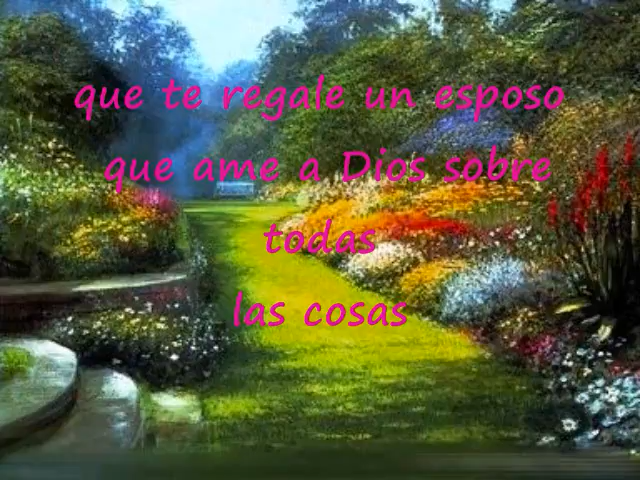 que te regale un esposo
que ame a Dios sobre
todas
las cosas